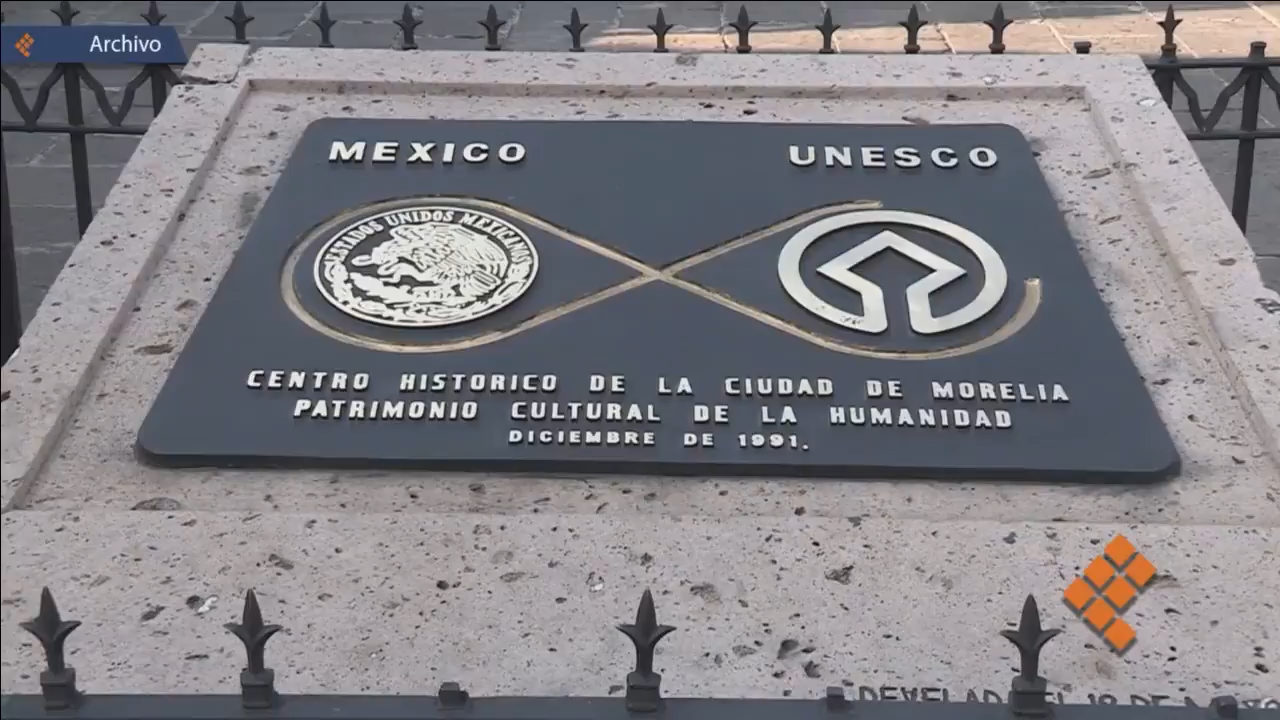 Archivo
MEXICO
UNESCO
ESTADOS UNIDOS MEXICANOS
CENTRO HISTORICO DE LA CIUDAD DE MORELIA
PATRIMONIO CULTURAL DE LA HUMANIDAD
DICIEMBRE DE 1991.